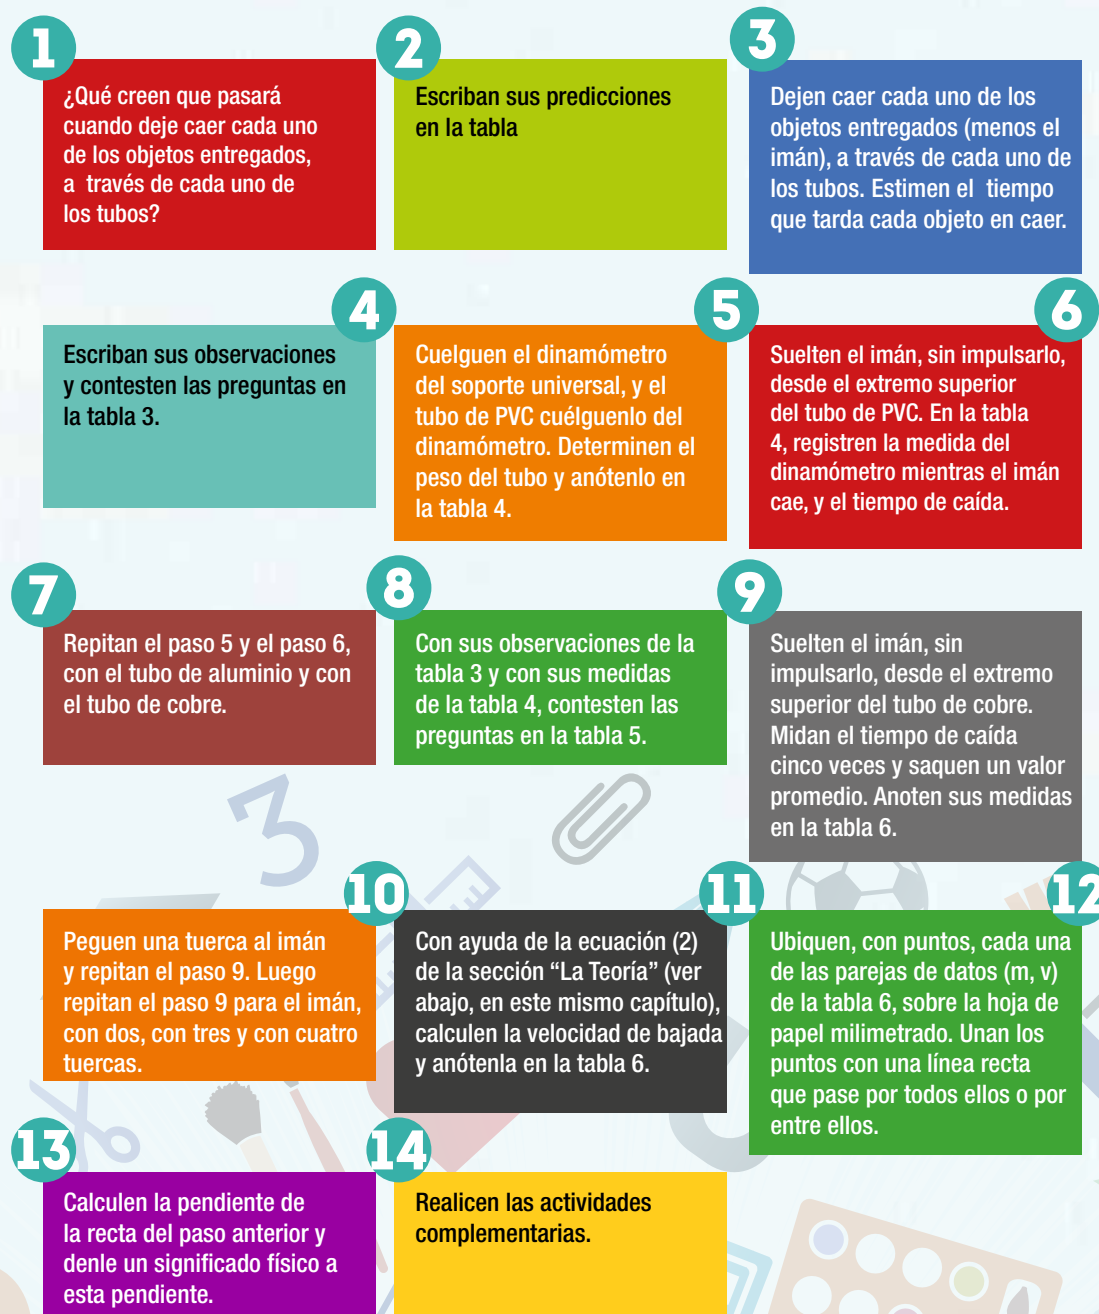 1
¿Qué creen que pasará
cuando deje caer cada uno
de los objetos entregados,
a través de cada uno de
los tubos?
2
Escriban sus predicciones
en la tabla
3
Dejen caer cada uno de los
objetos entregados (menos el
imán), a través de cada uno de
los tubos. Estimen el tiempo
que tarda cada objeto en caer.
4
Escriban sus observaciones
y contesten las preguntas en
la tabla 3.
5
Cuelguen el dinamómetro
del soporte universal, y el
tubo de PVC cuélguenlo del
dinamómetro. Determinen el
peso del tubo y anótenlo en
la tabla 4.
6
Suelten el imán, sin impulsarlo,
desde el extremo superior
del tubo de PVC. En la tabla
4, registren la medida del
dinamómetro mientras el imán
cae, y el tiempo de caída.
7
Repitan el paso 5 y el paso 6,
con el tubo de aluminio y con
el tubo de cobre.
8
Con sus observaciones de la
tabla 3 y con sus medidas
de la tabla 4, contesten las
preguntas en la tabla 5.
9
Suelten el imán, sin
impulsarlo, desde el extremo
superior del tubo de cobre.
Midan el tiempo de caída
cinco veces y saquen un valor
promedio. Anoten sus medidas
en la tabla 6.
3
10
Peguen una tuerca al imán
y repitan el paso 9. Luego
repitan el paso 9 para el imán,
con dos, con tres y con cuatro
tuercas.
11
Con ayuda de la ecuación (2)
de la sección “La Teoría” (ver
abajo, en este mismo capítulo),
calculen la velocidad de bajada
y anótenla en la tabla 6.
12
Ubiquen, con puntos, cada una
de las parejas de datos (m, v)
de la tabla 6, sobre la hoja de
papel milimetrado. Unan los
puntos con una línea recta
que pase por todos ellos o por
entre ellos.
13
Calculen la pendiente de
la recta del paso anterior y
denle un significado físico a
esta pendiente.
14
Realicen las actividades
complementarias.